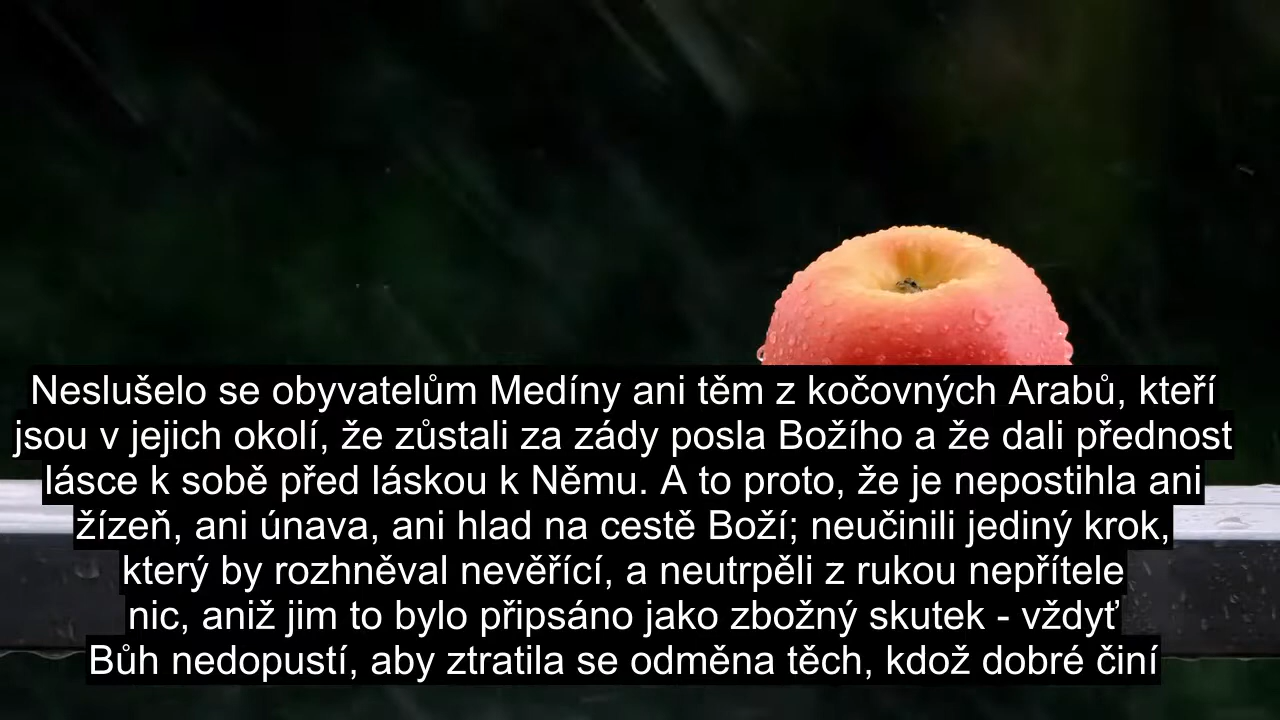 Neslušelo se obyvatelům Medíny ani těm z kočovných Arabů, kteří
jsou v jejich okolí, že zůstali za zády posla Božího a že dali přednost
lásce k sobě před láskou k Němu. A to proto, že je nepostihla ani
žízeň, ani únava, ani hlad na cestě Boží; neučinili jediný krok,
který by rozhněval nevěřící, a neutrpěli z rukou nepřítele
nic, aniž jim to bylo připsáno jako zbožný skutek - vždyť
Bůh nedopustí, aby ztratila se odměna těch, kdož dobré činí